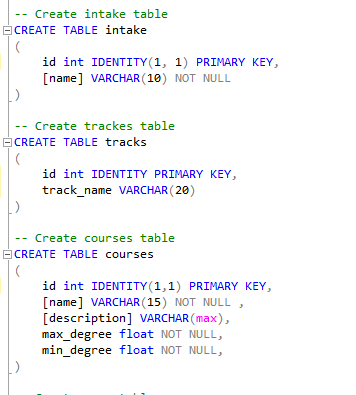 -- Create intake table
CREATE TABLE intake
(
id int IDENTITY(1, 1) PRIMARY KEY,
[name] VARCHAR(10) NOT NULL
)
-- Create trackes table
CREATE TABLE tracks
(
id int IDENTITY PRIMARY KEY,
track_name VARCHAR(20)
)
-- Create courses table
CREATE TABLE courses
(
id int IDENTITY(1,1) PRIMARY KEY,
[name] VARCHAR(15) NOT NULL ,
[description] VARCHAR(max),
max_degree float NOT NULL,
min_degree float NOT NULL,
)